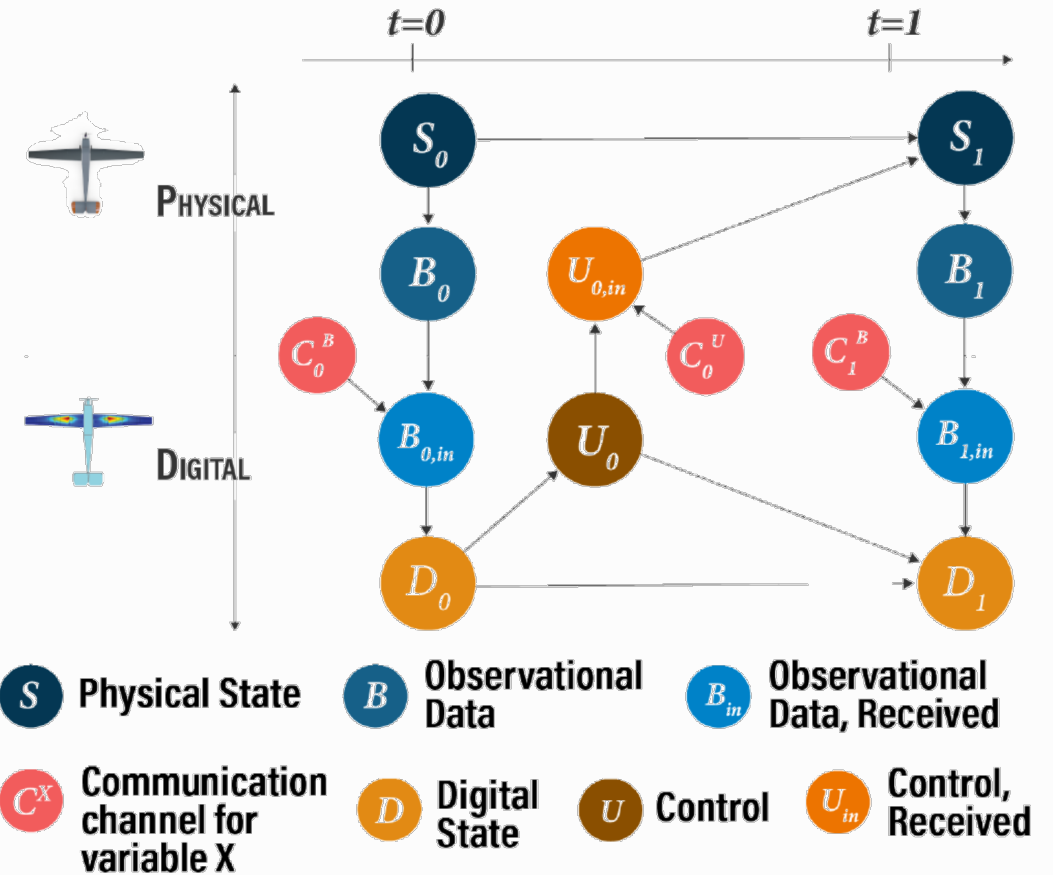 t=0 t=1
S0 S1
PHYSICAL
B0 U0,in B1
C0B C0U C1B
DIGITAL
B0,in U0 B1,in
D0 D1
S Physical State
B Observational
Data
Bin Observational
Data, Received
CX Communication
channel for
variable X
D Digital
State
U Control
Uin Control,
Received